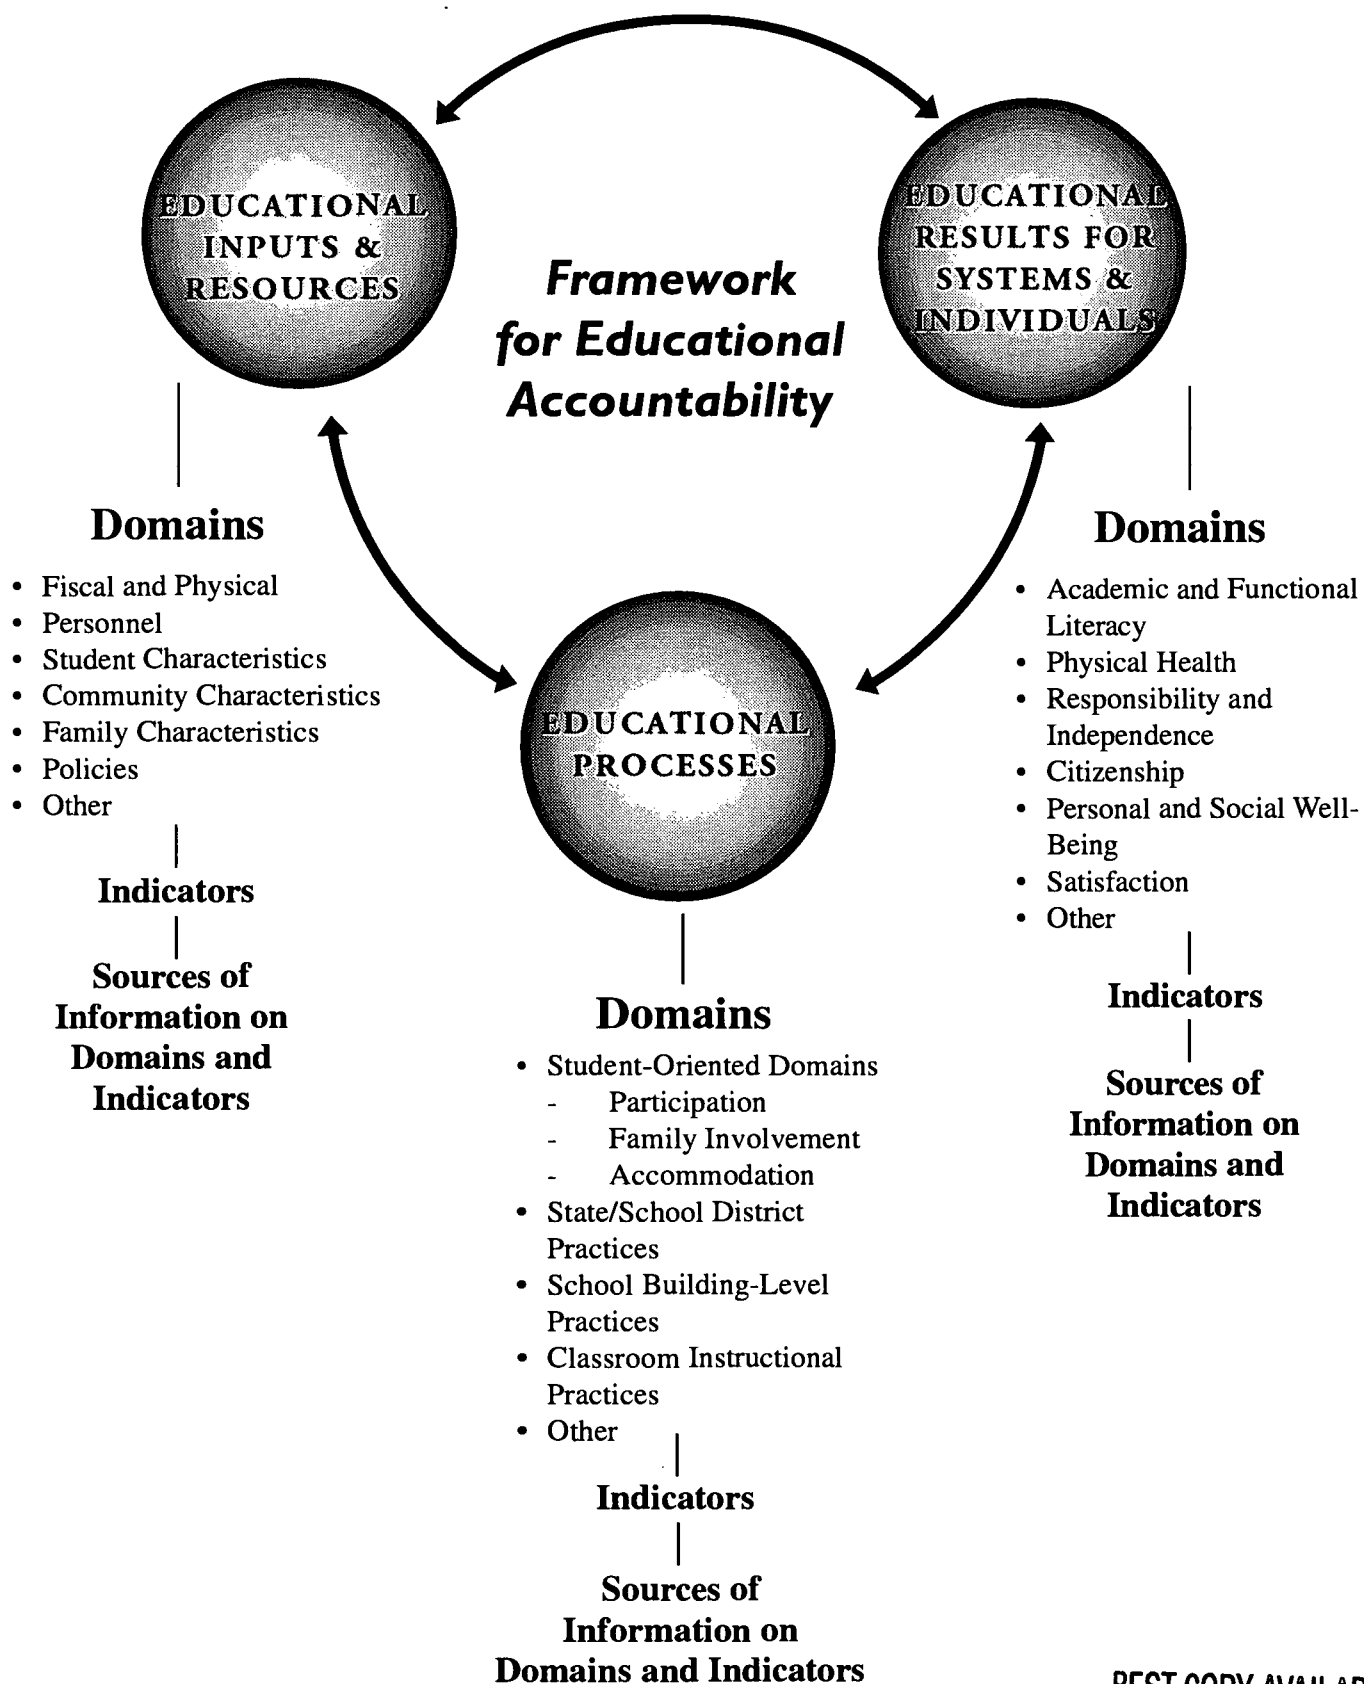 EDUCATIONAL
INPUTS &
RESOURCES
EDUCATIONAL
RESULTS FOR
SYSTEMS &
INDIVIDUALS
Framework
for Educational
Accountability
Domains
• Fiscal and Physical
• Personnel
• Student Characteristics
• Community Characteristics
• Family Characteristics
• Policies
• Other
Indicators
Sources of
Information on
Domains and
Indicators
EDUCATIONAL
PROCESSES
Domains
• Student-Oriented Domains
- Participation
- Family Involvement
- Accommodation
• State/School District
Practices
• School Building-Level
Practices
• Classroom Instructional
Practices
• Other
Indicators
Sources of
Information on
Domains and Indicators
Domains
• Academic and Functional
Literacy
• Physical Health
• Responsibility and
Independence
• Citizenship
• Personal and Social Well-
Being
• Satisfaction
• Other
Indicators
Sources of
Information on
Domains and
Indicators
BEST COPY